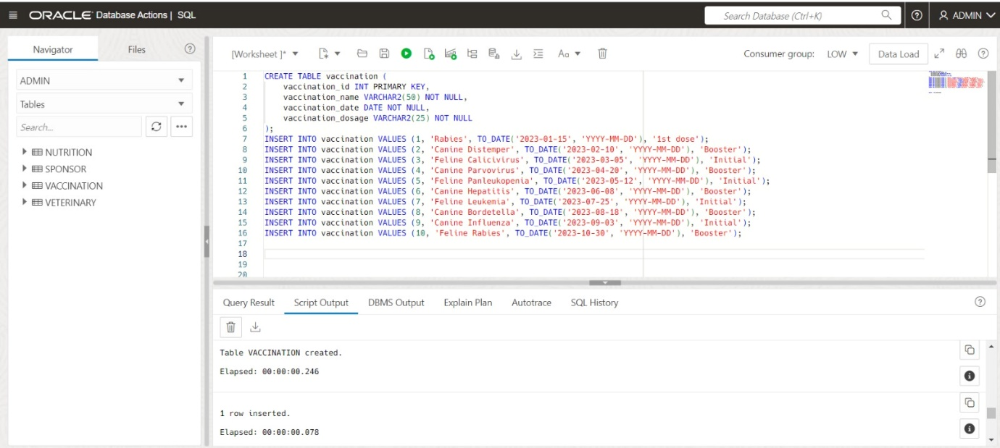 ORACLE Database Actions | SQL
Search Database (Ctrl+K)
ADMIN
Navigator
Files
ADMIN
Tables
Search...
NUTRITION
SPONSOR
VACCINATION
VETERINARY
[Worksheet ]*
Aa
Consumer group: LOW
Data Load
1 CREATE TABLE vaccination (
2 vaccination_id INT PRIMARY KEY,
3 vaccination_name VARCHAR2(50) NOT NULL,
4 vaccination_date DATE NOT NULL,
5 vaccination_dosage VARCHAR2(25) NOT NULL
6 );
7 INSERT INTO vaccination VALUES (1, 'Rabies', TO_DATE('2023-01-15', 'YYYY-MM-DD'), '1st dose');
8 INSERT INTO vaccination VALUES (2, 'Canine Distemper', TO_DATE('2023-02-10', 'YYYY-MM-DD'), 'Booster');
9 INSERT INTO vaccination VALUES (3, 'Feline Calicivirus', TO_DATE('2023-03-05', 'YYYY-MM-DD'), 'Initial');
10 INSERT INTO vaccination VALUES (4, 'Canine Parvovirus', TO_DATE('2023-04-20', 'YYYY-MM-DD'), 'Booster');
11 INSERT INTO vaccination VALUES (5, 'Feline Panleukopenia', TO_DATE('2023-05-12', 'YYYY-MM-DD'), 'Initial');
12 INSERT INTO vaccination VALUES (6, 'Canine Hepatitis', TO_DATE('2023-06-08', 'YYYY-MM-DD'), 'Booster');
13 INSERT INTO vaccination VALUES (7, 'Feline Leukemia', TO_DATE('2023-07-25', 'YYYY-MM-DD'), 'Initial');
14 INSERT INTO vaccination VALUES (8, 'Canine Bordetella', TO_DATE('2023-08-18', 'YYYY-MM-DD'), 'Booster');
15 INSERT INTO vaccination VALUES (9, 'Canine Influenza', TO_DATE('2023-09-03', 'YYYY-MM-DD'), 'Initial');
16 INSERT INTO vaccination VALUES (10, 'Feline Rabies', TO_DATE('2023-10-30', 'YYYY-MM-DD'), 'Booster');
17
18
19
20
Query Result
Script Output
DBMS Output
Explain Plan
Autotrace
SQL History
Table VACCINATION created.
Elapsed: 00:00:00.246
1 row inserted.
Elapsed: 00:00:00.078